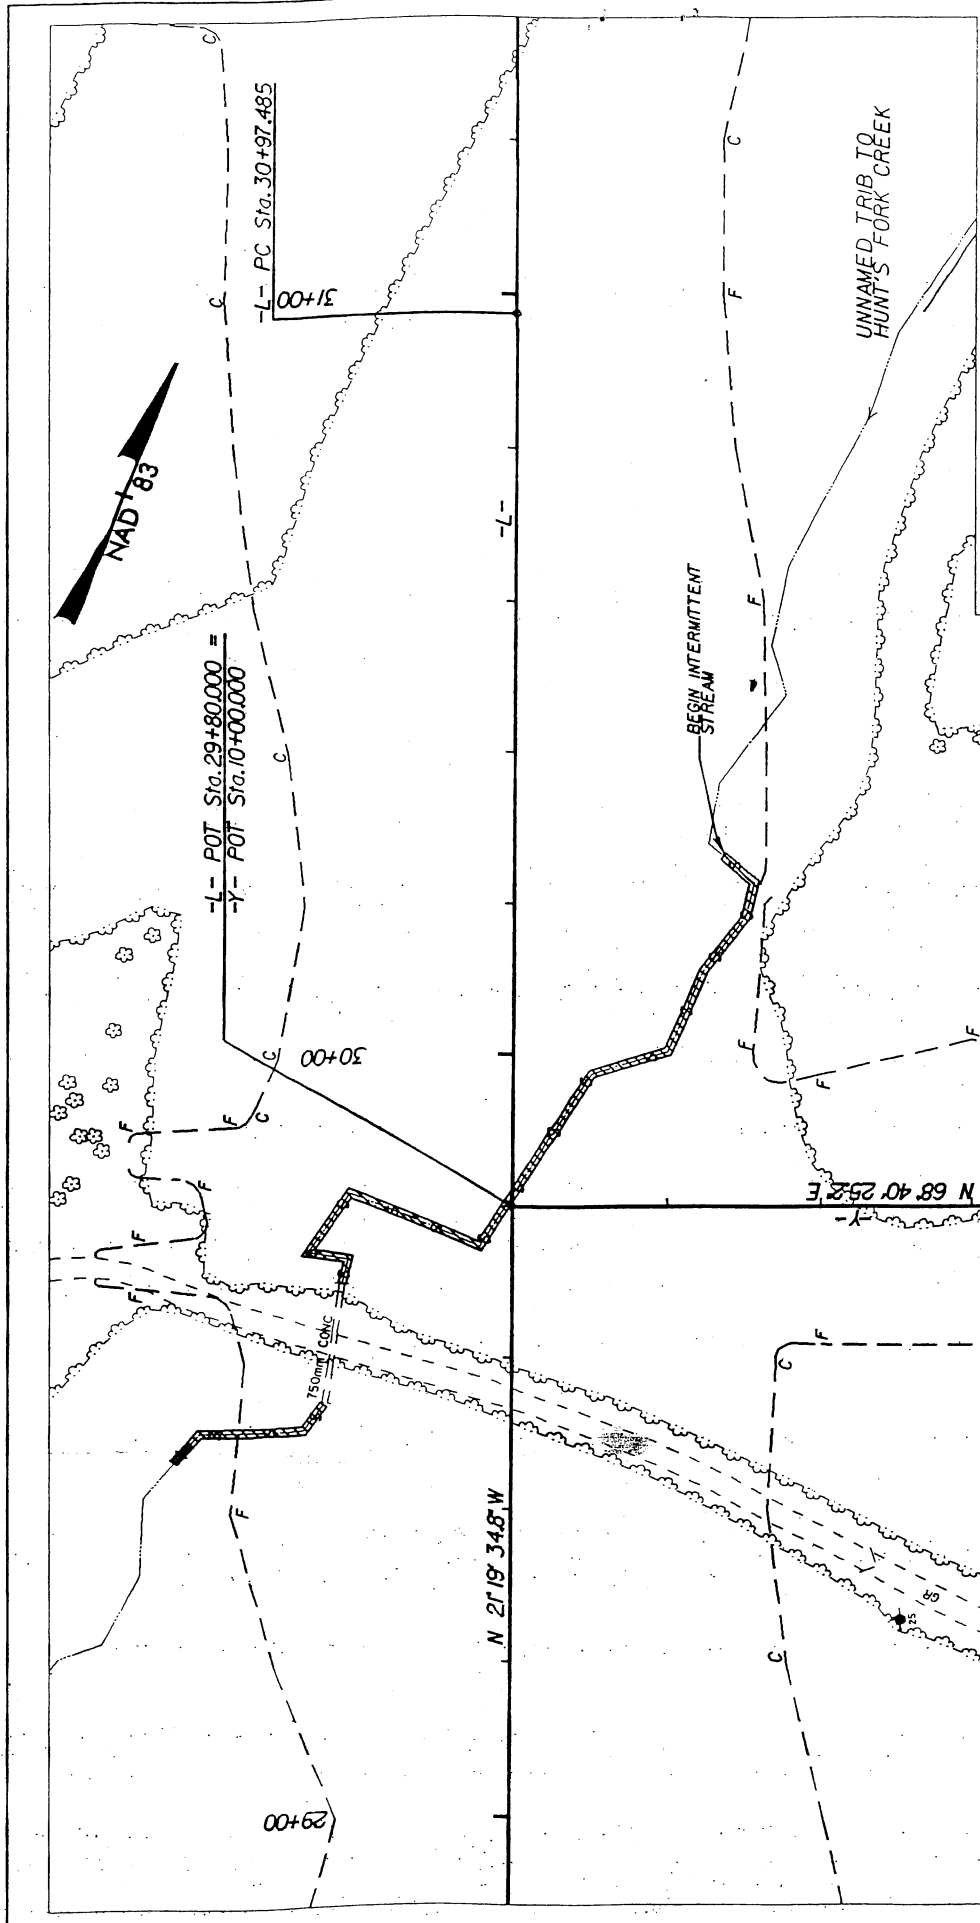 -L- PC Sta. 30+97.485
31+00
UNNAMED TRIB TO
HUNT'S FORK CREEK
NAD '83
-L-
-L- POT Sta. 29+80.000 =
-Y- POT Sta. 10+00.000
BEGIN INTERMITTENT
STREAM
30+00
N 68° 40' 25.2" E
-Y-
750mm CONC
N 21° 19' 34.8" W
GR
25
29+00
C
C
C
C
C
C
C
C
F
F
F
F
F
F
F
F
F
F
F
F